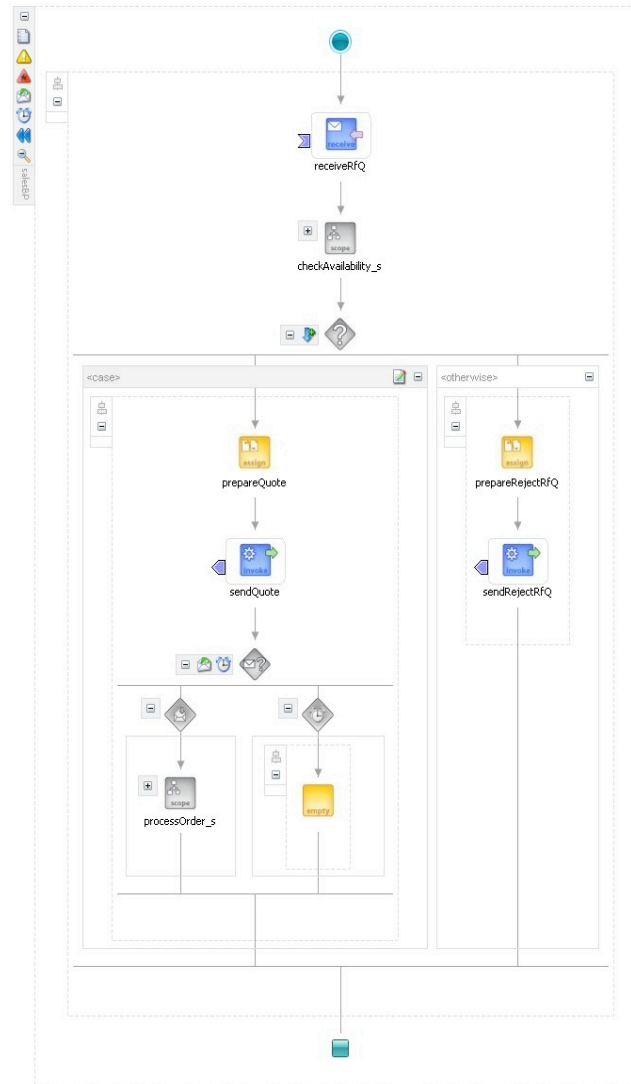 salesBP
receive
receiveRfQ
scope
checkAvailability_s
<case>
<otherwise>
assign
prepareQuote
assign
prepareRejectRfQ
invoke
sendQuote
invoke
sendRejectRfQ
scope
processOrder_s
empty